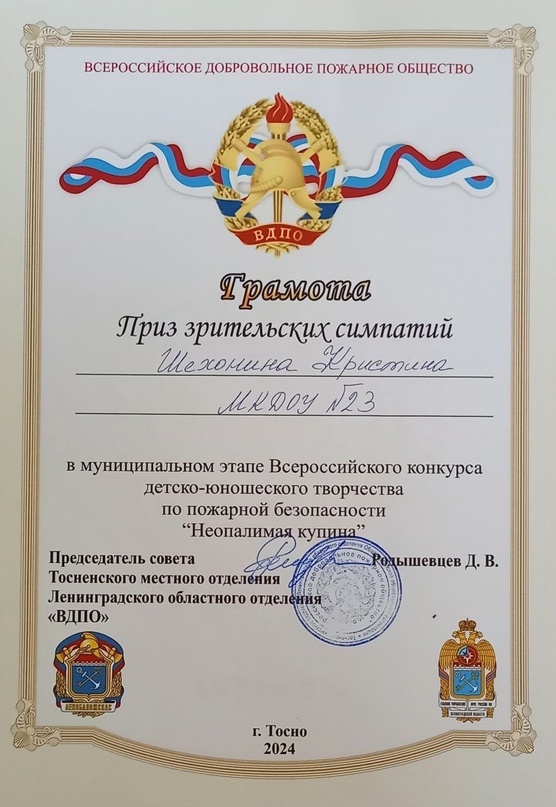 ВСЕРОССИЙСКОЕ ДОБРОВОЛЬНОЕ ПОЖАРНОЕ ОБЩЕСТВО
ВДПО
Грамота
Приз зрительских симпатий
Шехонина Кристина
МКДОУ №23
в муниципальном этапе Всероссийского конкурса
детско-юношеского творчества
по пожарной безопасности
“Неопалимая купина”
Председатель совета Родышевцев Д. В.
Тосненского местного отделения
Ленинградского областного отделения
«ВДПО»
ЛЕНОБЛПОЖСПАС
г. Тосно
2024